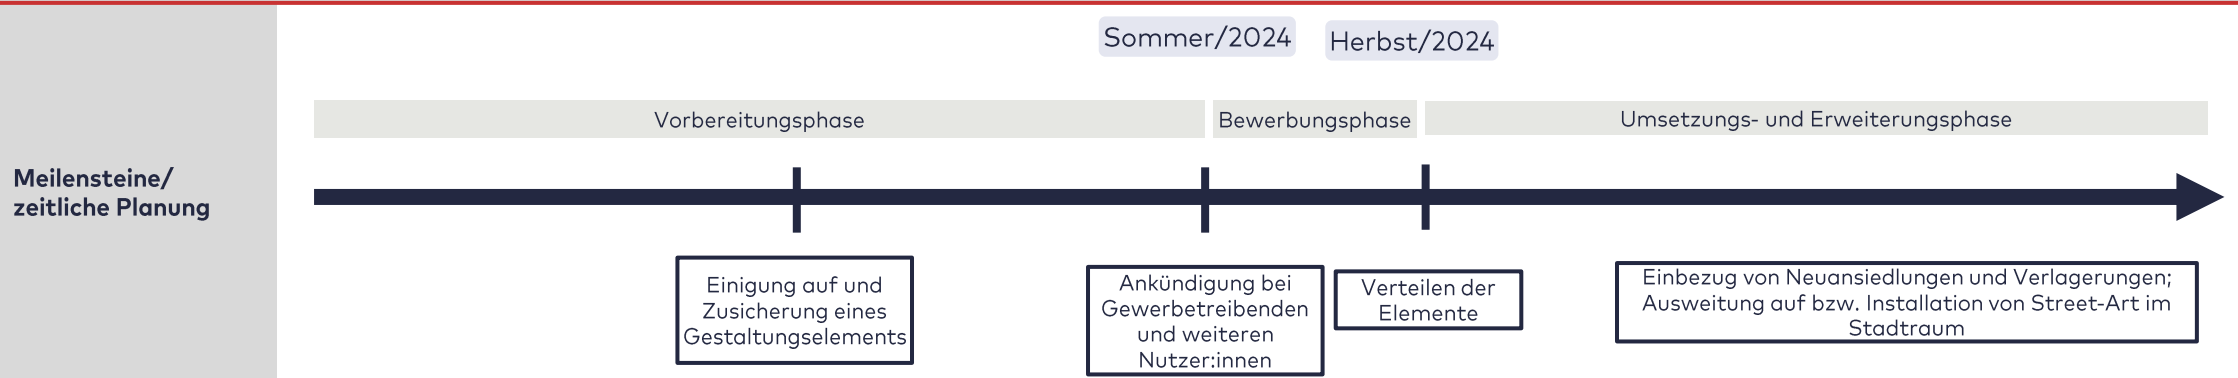 Meilensteine/
zeitliche Planung
Sommer/2024
Herbst/2024
Vorbereitungsphase
Bewerbungsphase
Umsetzungs- und Erweiterungsphase
Einigung auf und
Zusicherung eines
Gestaltungselements
Ankündigung bei
Gewerbetreibenden
und weiteren
Nutzer:innen
Verteilen der
Elemente
Einbezug von Neuansiedlungen und Verlagerungen;
Ausweitung auf bzw. Installation von Street-Art im
Stadtraum